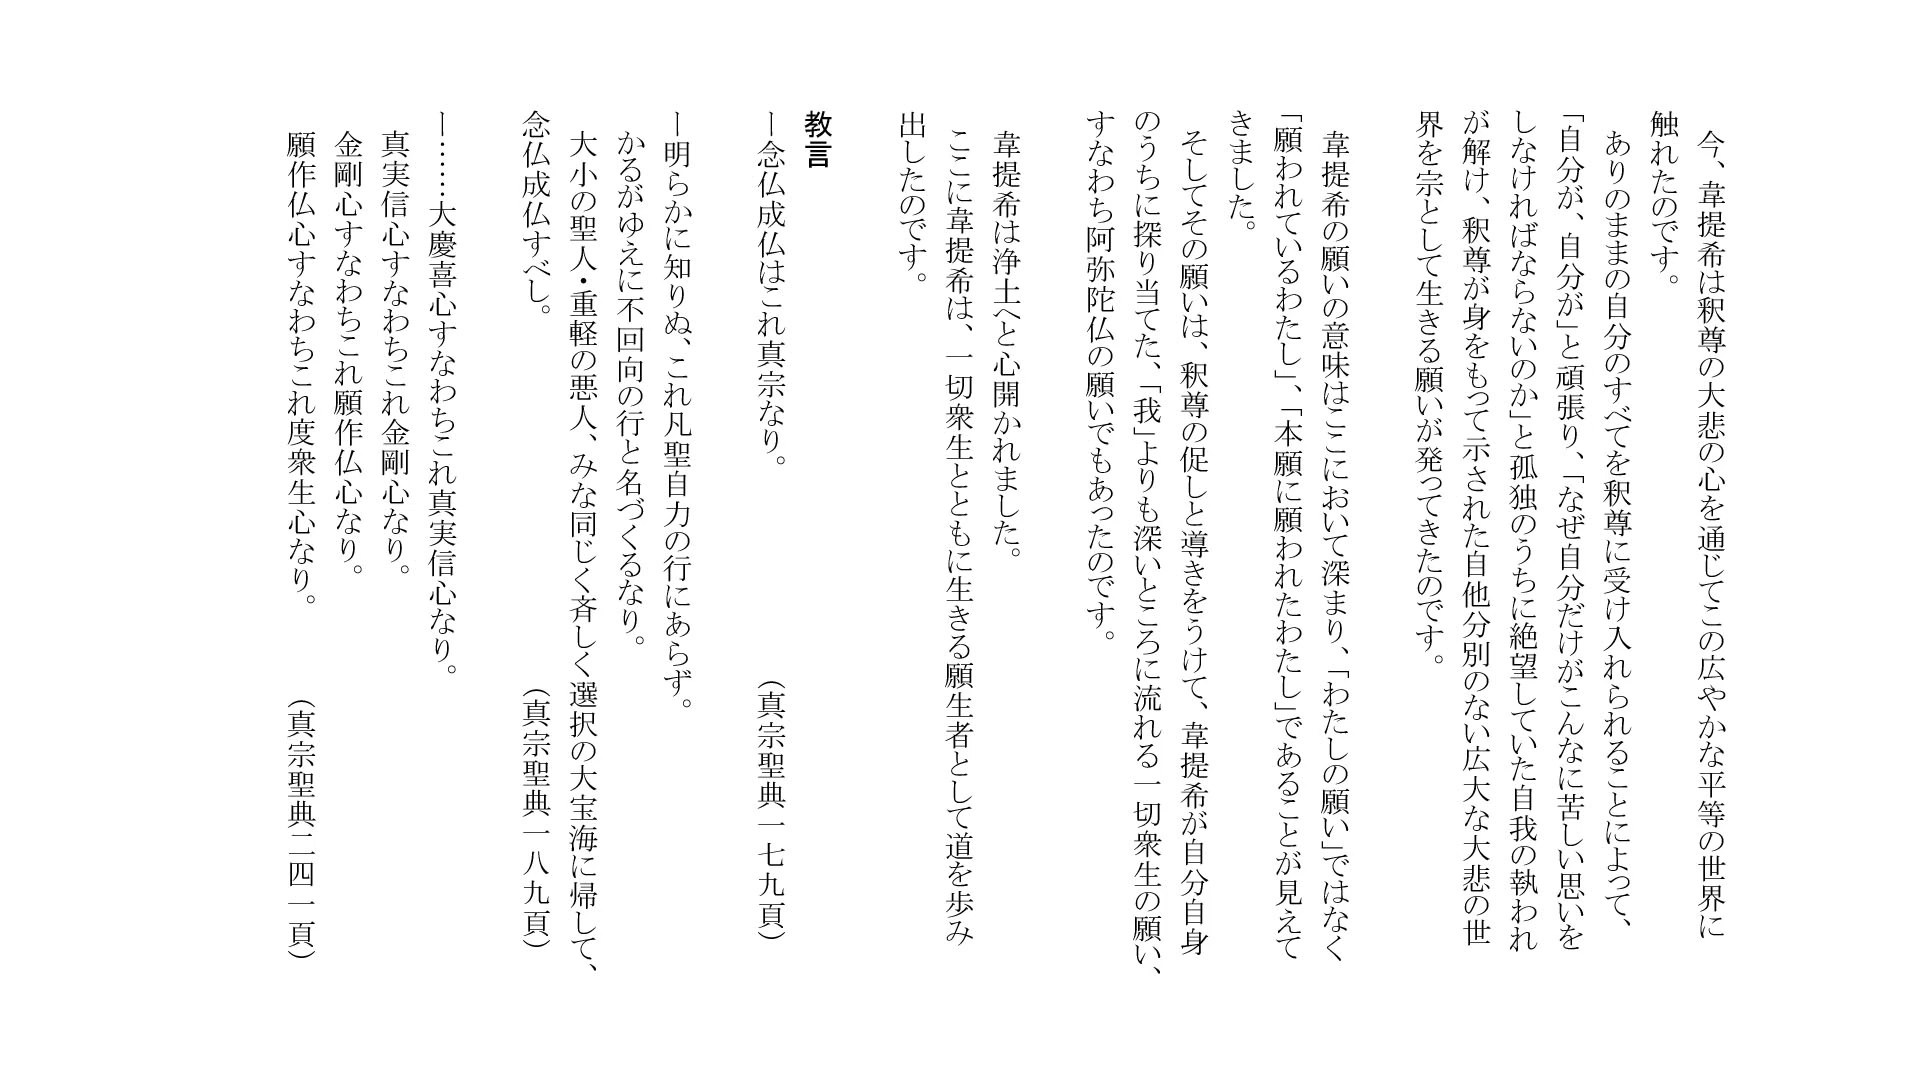 今、韋提希は釈尊の大悲の心を通じてこの広やかな平等の世界に
触れたのです。
ありのままの自分のすべてを釈尊に受け入れられることによって、
「自分が、自分が」と頑張り、「なぜ自分だけがこんなに苦しい思いを
しなければならないのか」と孤独のうちに絶望していた自我の執われ
が解け、釈尊が身をもって示された自他分別のない広大な大悲の世
界を宗として生きる願いが発ってきたのです。
韋提希の願いの意味はここにおいて深まり、「わたしの願い」ではなく
「願われているわたし」、「本願に願われたわたし」であることが見えて
きました。
そしてその願いは、釈尊の促しと導きをうけて、韋提希が自分自身
のうちに探り当てた、「我」よりも深いところに流れる一切衆生の願い、
すなわち阿弥陀仏の願いでもあったのです。
韋提希は浄土へと心開かれました。
ここに韋提希は、一切衆生とともに生きる願生者として道を歩み
出したのです。
教言
―念仏成仏はこれ真宗なり。　（真宗聖典一七九頁）
―明らかに知りぬ、これ凡聖自力の行にあらず。
かるがゆえに不回向の行と名づくるなり。
大小の聖人・重軽の悪人、みな同じく斉しく選択の大宝海に帰して、
念仏成仏すべし。　（真宗聖典一八九頁）
―……大慶喜心すなわちこれ真実信心なり。
真実信心すなわちこれ金剛心なり。
金剛心すなわちこれ願作仏心なり。
願作仏心すなわちこれ度衆生心なり。　（真宗聖典二四一頁）